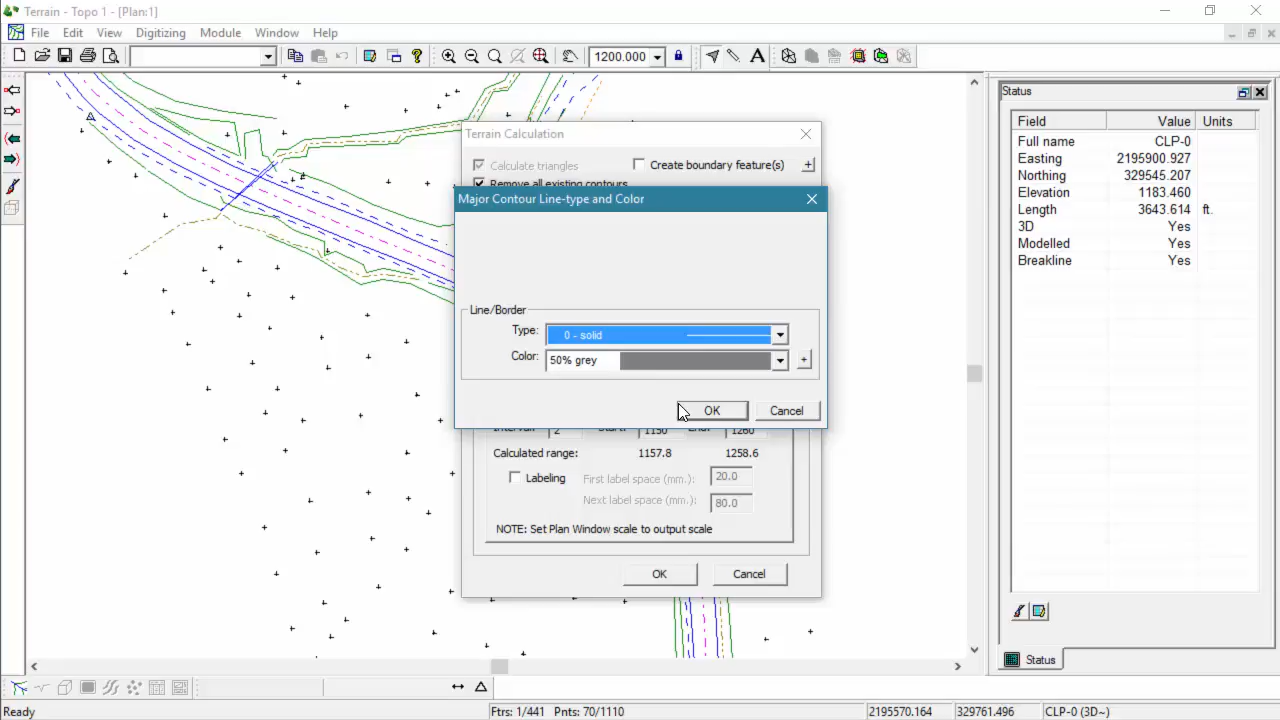 Terrain - Topo 1 - [Plan:1]
File Edit View Digitizing Module Window Help
1200.000
Status
Field Value Units
Full name CLP-0
Easting 2195900.927
Northing 329545.207
Elevation 1183.460
Length 3643.614 ft.
3D Yes
Modelled Yes
Breakline Yes
Terrain Calculation
Calculate triangles Create boundary feature(s) +
Remove all existing contours
Major Contour Line-type and Color
Line/Border
Type: 0 - solid
Color: 50% grey +
OK Cancel
Interval: 2 Start: 1150 End: 1260
Calculated range: 1157.8 1258.6
Labeling First label space (mm.): 20.0
Next label space (mm.): 80.0
NOTE: Set Plan Window scale to output scale
OK Cancel
Status
Ready Ftrs: 1/441 Pnts: 70/1110 2195570.164 329761.496 CLP-0 (3D~)